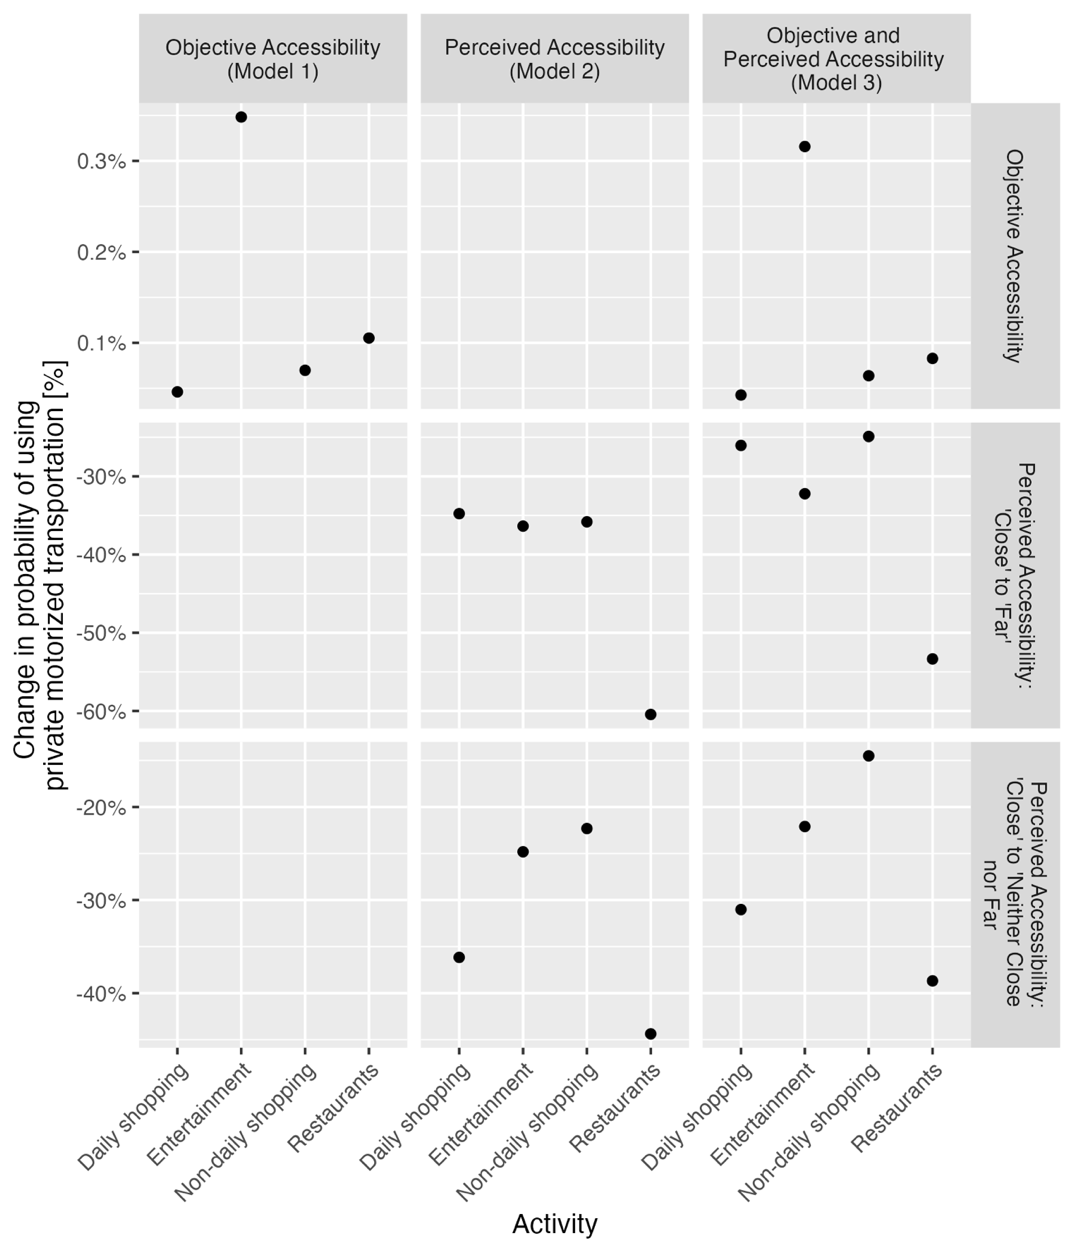 Objective Accessibility
(Model 1)
Perceived Accessibility
(Model 2)
Objective and
Perceived Accessibility
(Model 3)
Change in probability of using
private motorized transportation [%]
0.3%
0.2%
0.1%
Objective Accessibility
-30%
-40%
-50%
-60%
Perceived Accessibility:
'Close' to 'Far'
-20%
-30%
-40%
Perceived Accessibility:
'Close' to 'Neither Close
nor Far
Daily shopping
Entertainment
Non-daily shopping
Restaurants
Daily shopping
Entertainment
Non-daily shopping
Restaurants
Daily shopping
Entertainment
Non-daily shopping
Restaurants
Activity